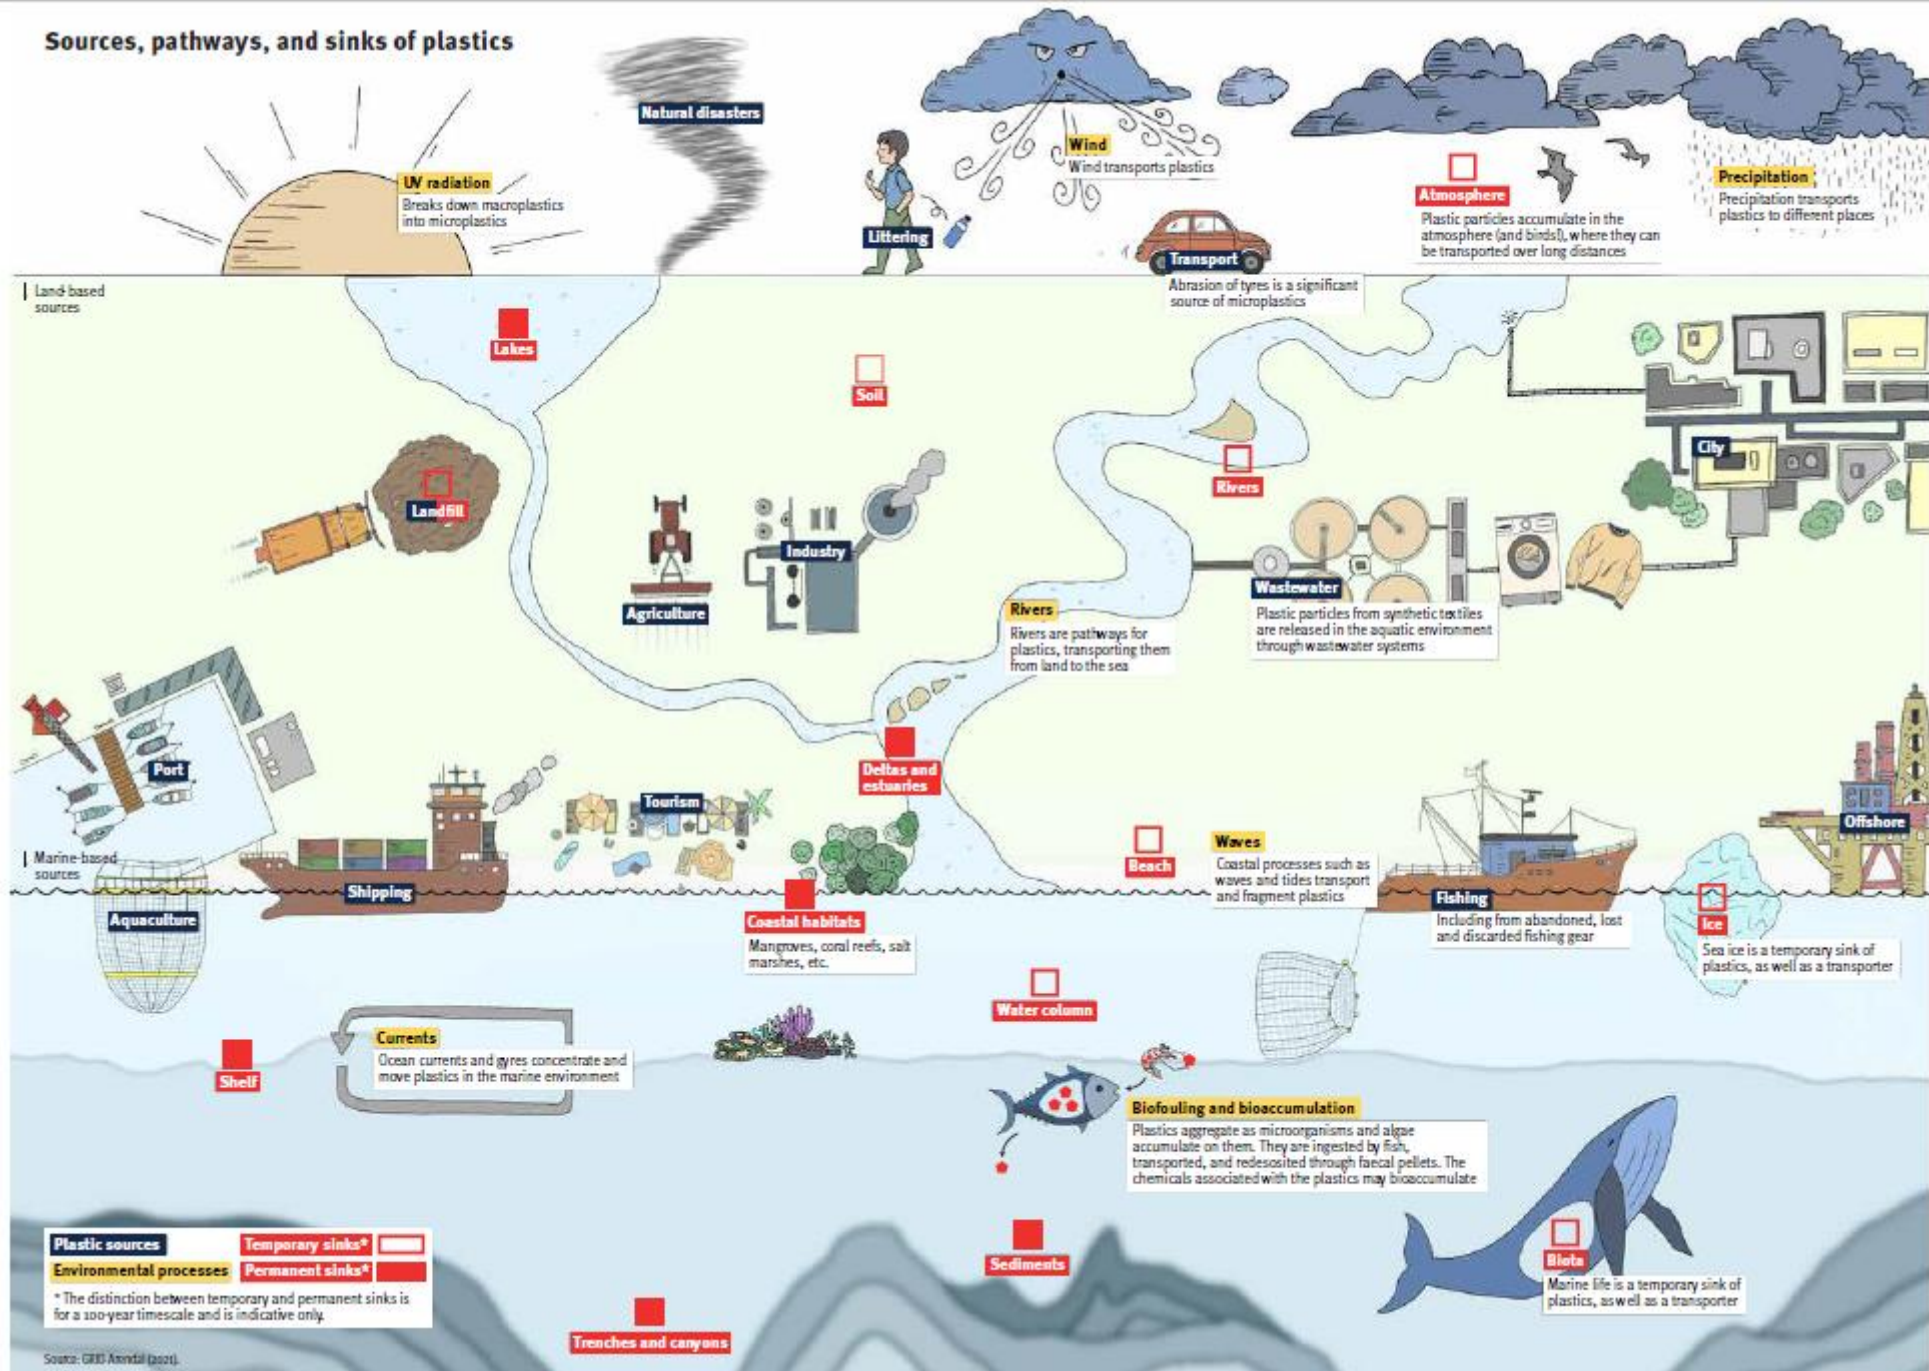 Sources, pathways, and sinks of plastics
Natural disasters
UV radiation
Breaks down macroplastics
into microplastics
Littering
Wind
Wind transports plastics
Transport
Abrasion of tyres is a significant
source of microplastics
Atmosphere
Plastic particles accumulate in the
atmosphere (and birds!), where they can
be transported over long distances
Precipitation
Precipitation transports
plastics to different places
Land-based
sources
Lakes
Soil
Landfill
Agriculture
Industry
Rivers
City
Wastewater
Plastic particles from synthetic textiles
are released in the aquatic environment
through wastewater systems
Rivers
Rivers are pathways for
plastics, transporting them
from land to the sea
Port
Tourism
Deltas and
estuaries
Offshore
Marine-based
sources
Aquaculture
Shipping
Coastal habitats
Mangroves, coral reefs, salt
marshes, etc.
Beach
Waves
Coastal processes such as
waves and tides transport
and fragment plastics
Fishing
Including from abandoned, lost
and discarded fishing gear
Ice
Sea ice is a temporary sink of
plastics, as well as a transporter
Water column
Shelf
Currents
Ocean currents and gyres concentrate and
move plastics in the marine environment
Biofouling and bioaccumulation
Plastics aggregate as microorganisms and algae
accumulate on them. They are ingested by fish,
transported, and redesosited through faecal pellets. The
chemicals associated with the plastics may bioaccumulate
Sediments
Biota
Marine life is a temporary sink of
plastics, as well as a transporter
Trenches and canyons
Plastic sources
Temporary sinks*
Environmental processes
Permanent sinks*
* The distinction between temporary and permanent sinks is
for a 100-year timescale and is indicative only.
Source: GRID-Arendal (2021).